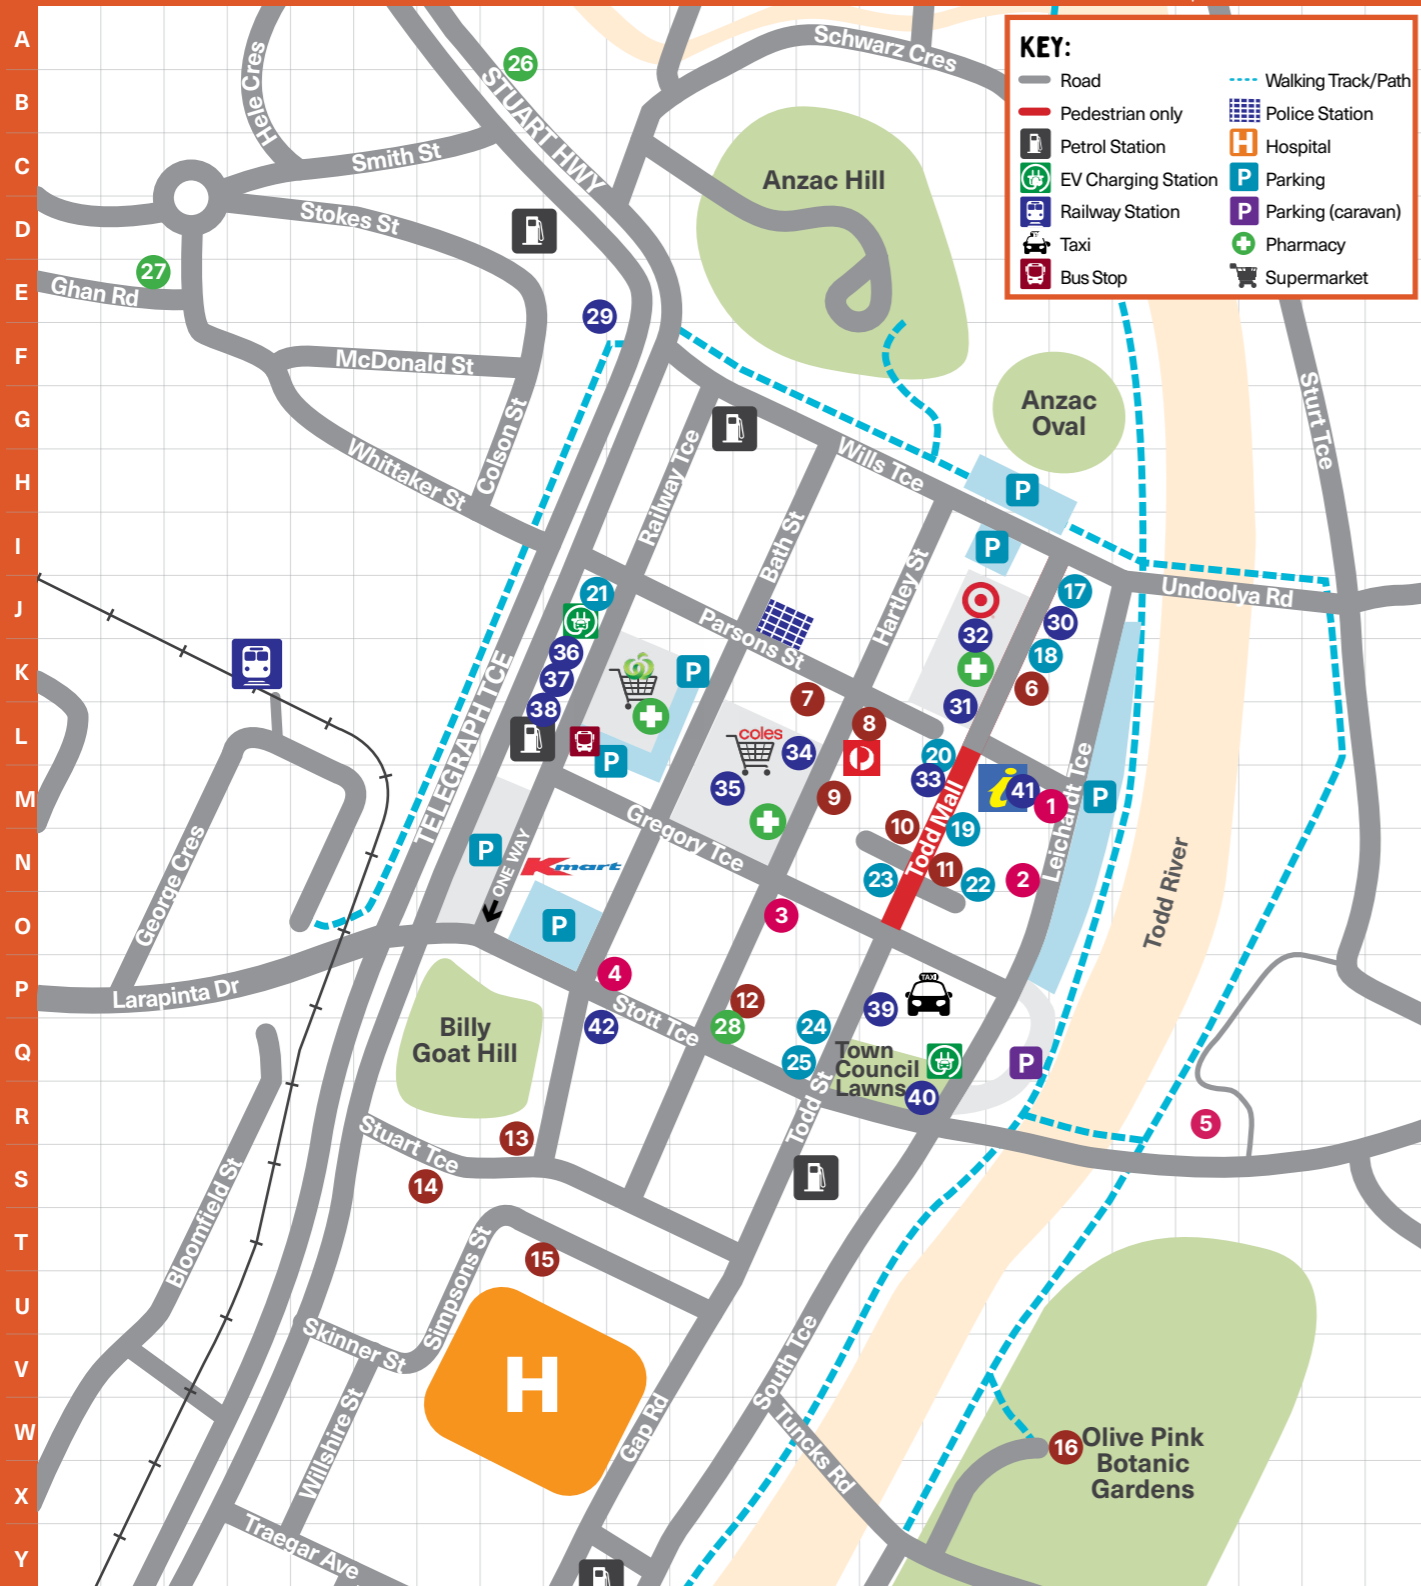 A
B
C
D
E
F
G
H
I
J
K
L
M
N
O
P
Q
R
S
T
U
V
W
X
Y
KEY:
Road
Pedestrian only
Petrol Station
EV Charging Station
Railway Station
Taxi
Bus Stop
Walking Track/Path
Police Station
H Hospital
P Parking
P Parking (caravan)
Pharmacy
Supermarket
Schwarz Cres
26
STUART HWY
Hele Cres
Smith St
Stokes St
Anzac Hill
27
Ghan Rd
29
McDonald St
Anzac
Oval
Sturt Tce
Colson St
Whittaker St
Railway Tce
Wills Tce
P
Bath St
P
Hartley St
21
17
Undoolya Rd
Parsons St
30
32
36
18
37
P
6
7
38
31
8
TELEGRAPH TCE
coles
34
20
P
35
33
i
41
1
P
9
Leichardt Tce
Todd Mall
10
19
Gregory Tce
P
ONE WAY
Kmart
11
23
22
2
George Cres
Todd River
3
P
4
Larapinta Dr
12
TAXI
39
Stott Tce
42
28
24
Billy
Goat Hill
25
Town
Council
Lawns
P
40
Todd St
5
Stuart Tce
13
14
Bloomfield St
15
Simpsons St
Skinner St
H
South Tce
Willshire St
Gap Rd
Tuncks Rd
16
Olive Pink
Botanic
Gardens
Traegar Ave